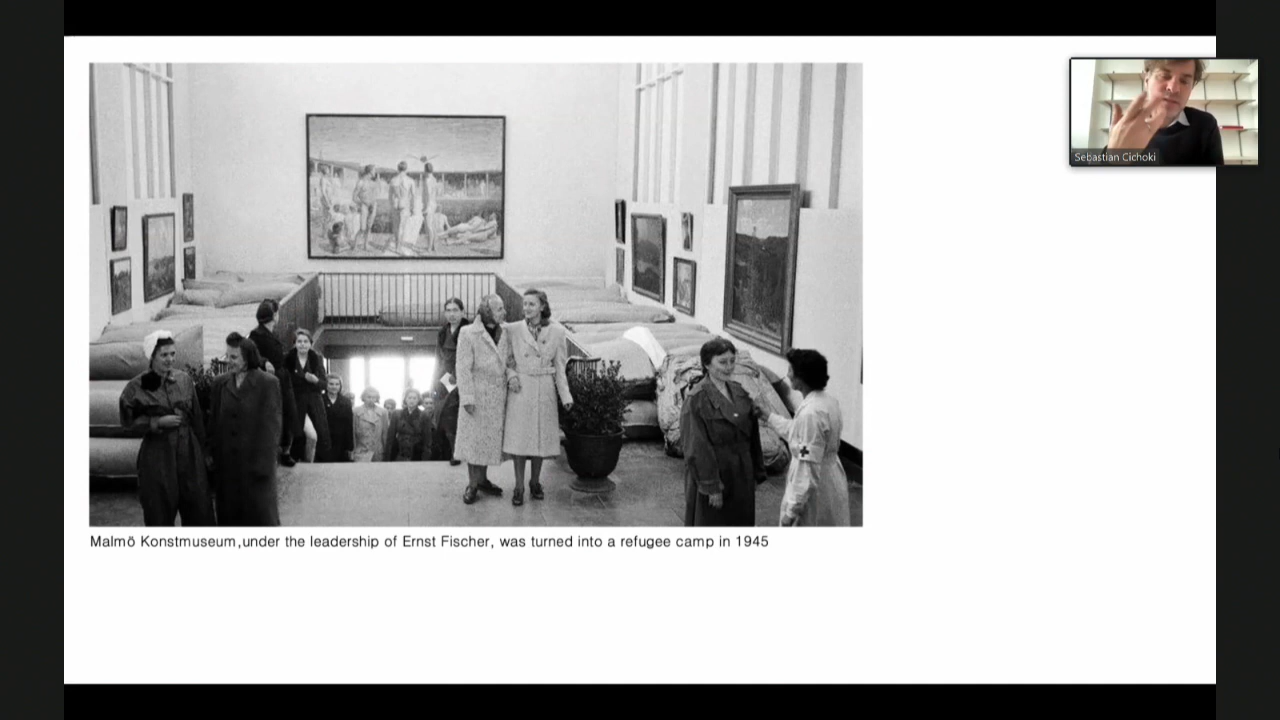 Sebastian Cichoki
Malmö Konstmuseum,under the leadership of Ernst Fischer, was turned into a refugee camp in 1945